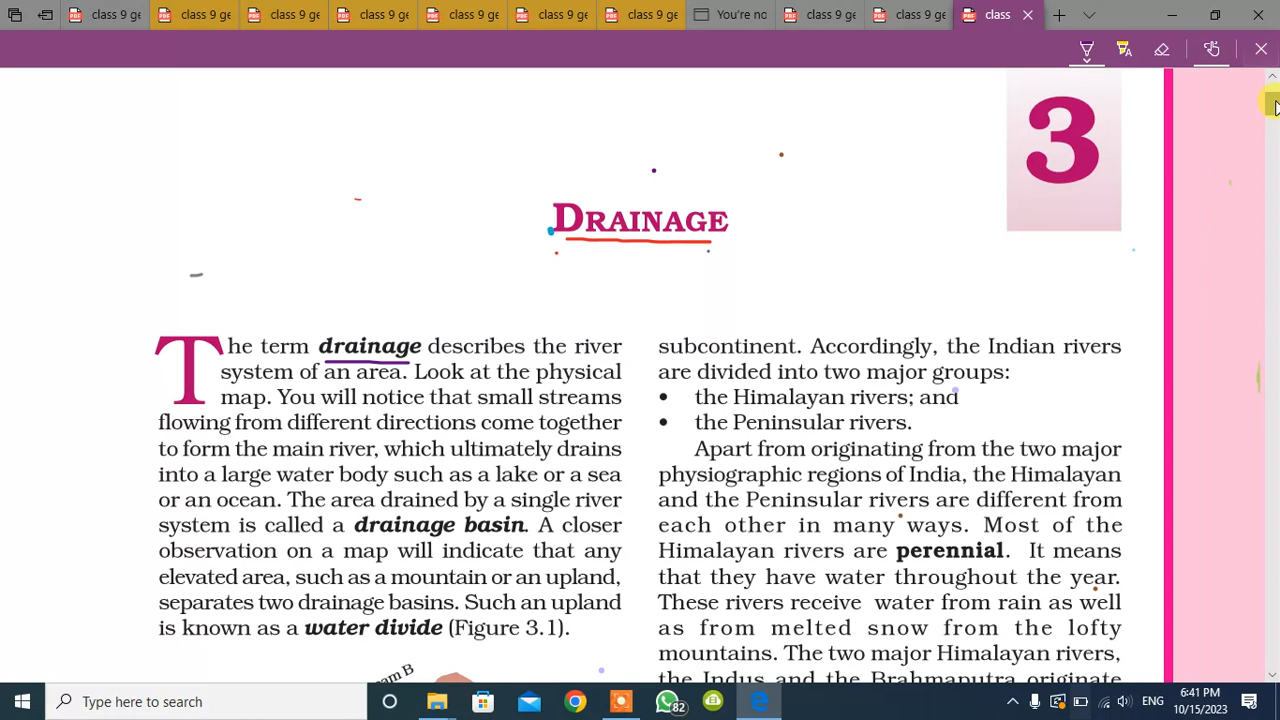 class 9 ge
class 9 ge
class 9 ge
class 9 ge
class 9 ge
class 9 ge
class 9 ge
You're no
class 9 ge
class 9 ge
class
3
DRAINAGE
The term drainage describes the river
system of an area. Look at the physical
map. You will notice that small streams
flowing from different directions come together
to form the main river, which ultimately drains
into a large water body such as a lake or a sea
or an ocean. The area drained by a single river
system is called a drainage basin. A closer
observation on a map will indicate that any
elevated area, such as a mountain or an upland,
separates two drainage basins. Such an upland
is known as a water divide (Figure 3.1).
B
subcontinent. Accordingly, the Indian rivers
are divided into two major groups:
• the Himalayan rivers; and
• the Peninsular rivers.
Apart from originating from the two major
physiographic regions of India, the Himalayan
and the Peninsular rivers are different from
each other in many ways. Most of the
Himalayan rivers are perennial. It means
that they have water throughout the year.
These rivers receive water from rain as well
as from melted snow from the lofty
mountains. The two major Himalayan rivers,
the Indus and the Brahmaputra originate
Type here to search
82
ENG
6:41 PM
10/15/2023